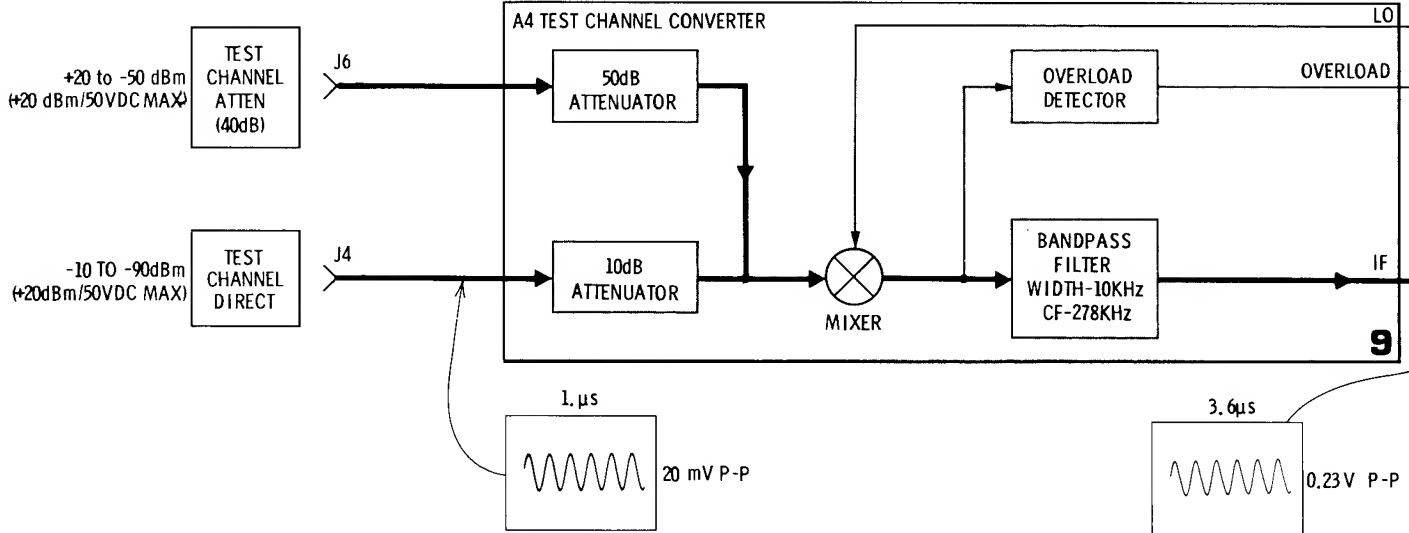 A4 TEST CHANNEL CONVERTER
LO
+20 to -50 dBm
(+20 dBm/50VDC MAX)
TEST
CHANNEL
ATTEN
(40dB)
J6
50dB
ATTENUATOR
OVERLOAD
DETECTOR
OVERLOAD
-10 TO -90dBm
(+20dBm/50VDC MAX)
TEST
CHANNEL
DIRECT
J4
10dB
ATTENUATOR
MIXER
BANDPASS
FILTER
WIDTH-10KHz
CF-278KHz
IF
9
1.µs
20 mV P-P
3.6µs
0.23V P-P